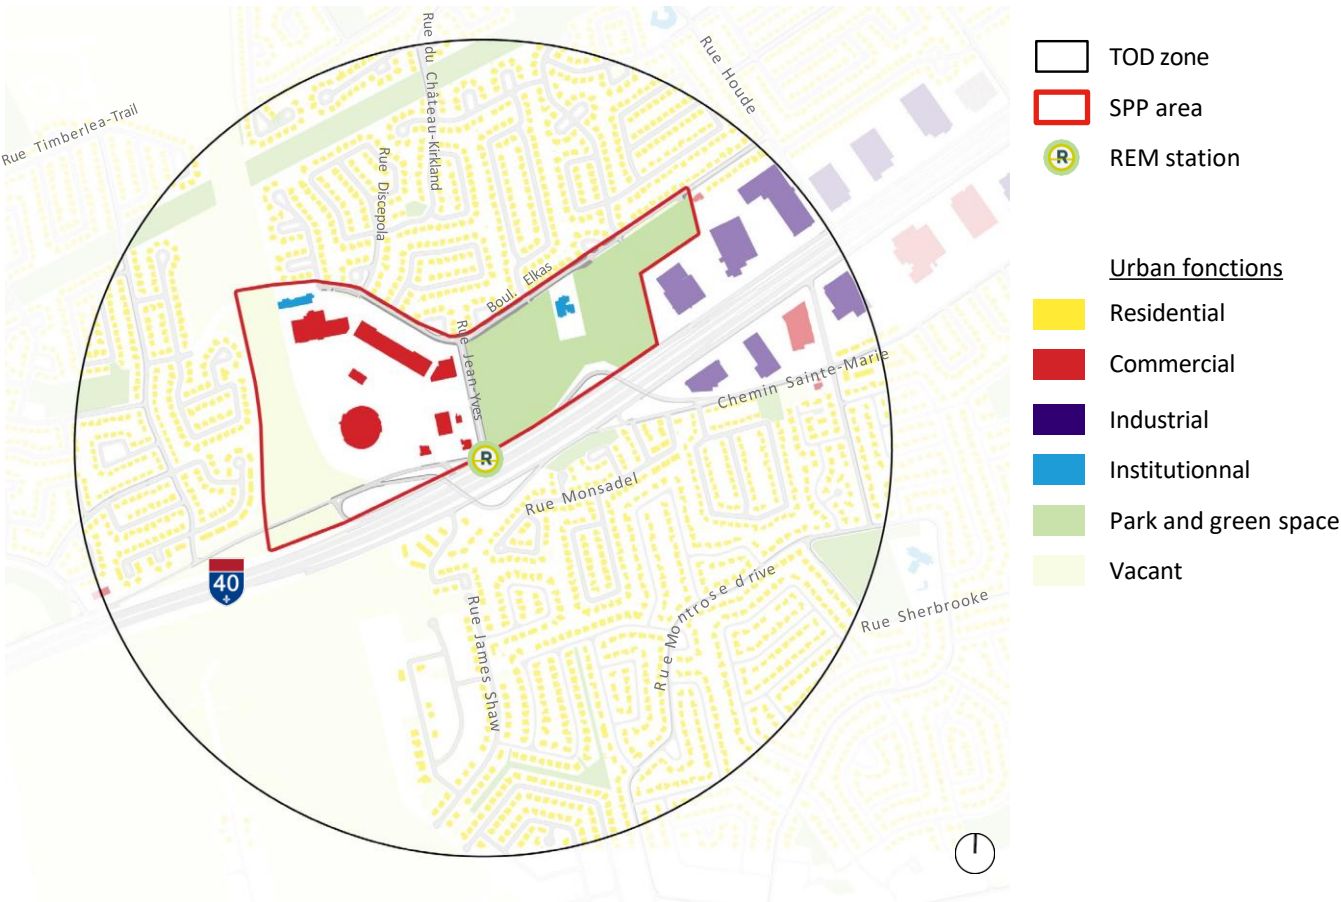 Rue Timberlea-Trail
Rue du Château-Kirkland
Rue Discepola
Rue Houde
Boul. Elkas
Rue Jean-Yves
R
Chemin Sainte-Marie
Rue Monsadel
40
Rue James Shaw
Rue Montrose drive
Rue Sherbrooke
TOD zone
SPP area
R
REM station
Urban fonctions
Residential
Commercial
Industrial
Institutionnal
Park and green space
Vacant